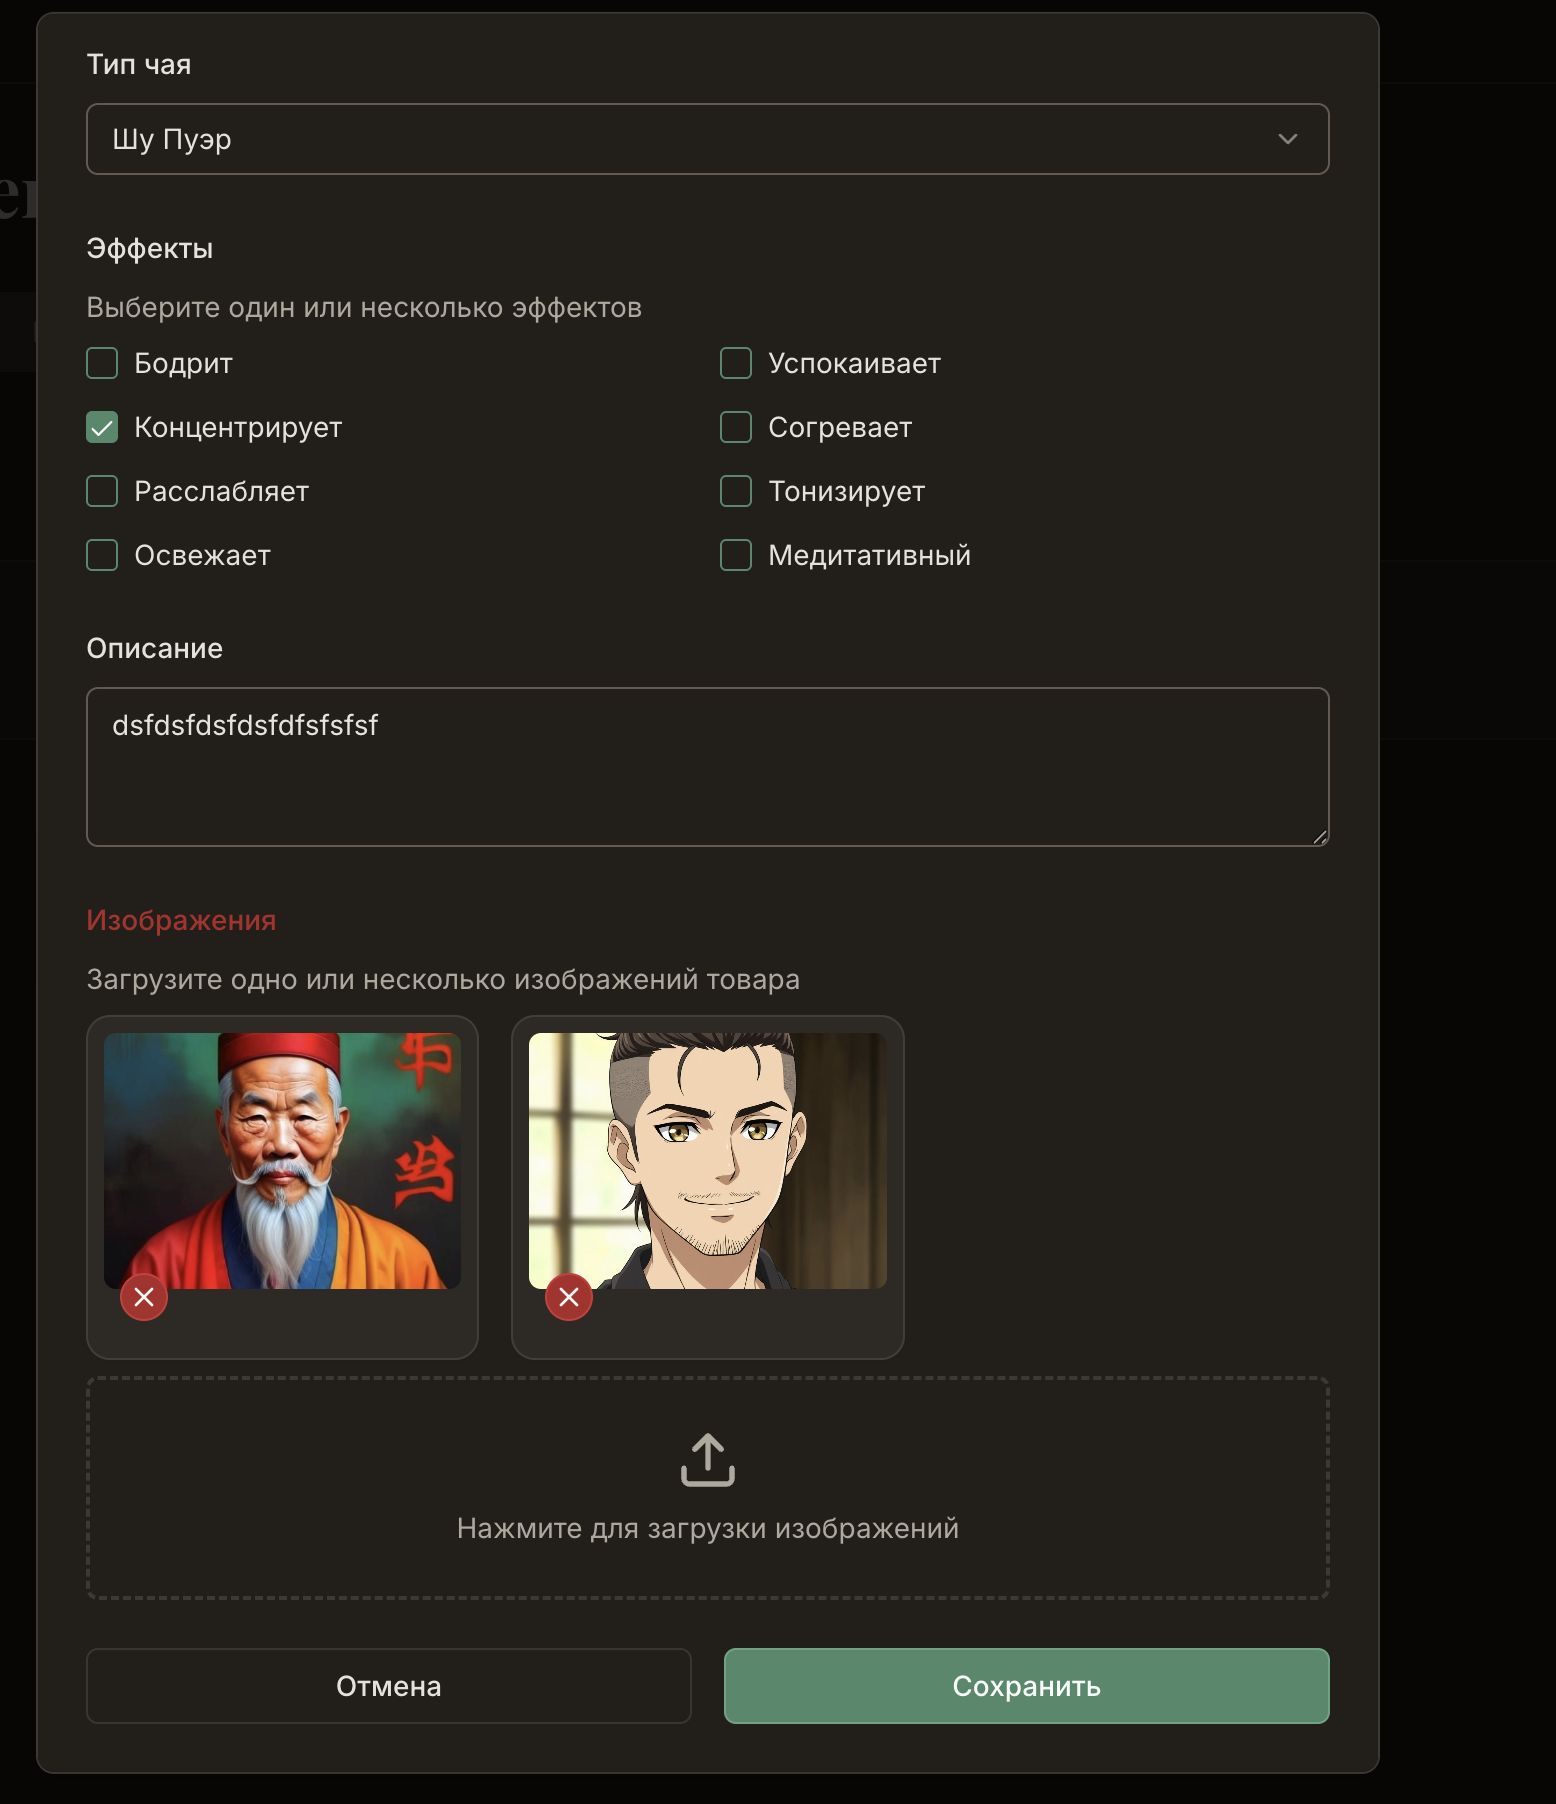 Тип чая
Шу Пуэр
Эффекты
Выберите один или несколько эффектов
Бодрит
Успокаивает
Концентрирует
Согревает
Расслабляет
Тонизирует
Освежает
Медитативный
Описание
dsfdsfdsfdsfdfsfsfsf
Изображения
Загрузите одно или несколько изображений товара
Нажмите для загрузки изображений
Отмена
Сохранить